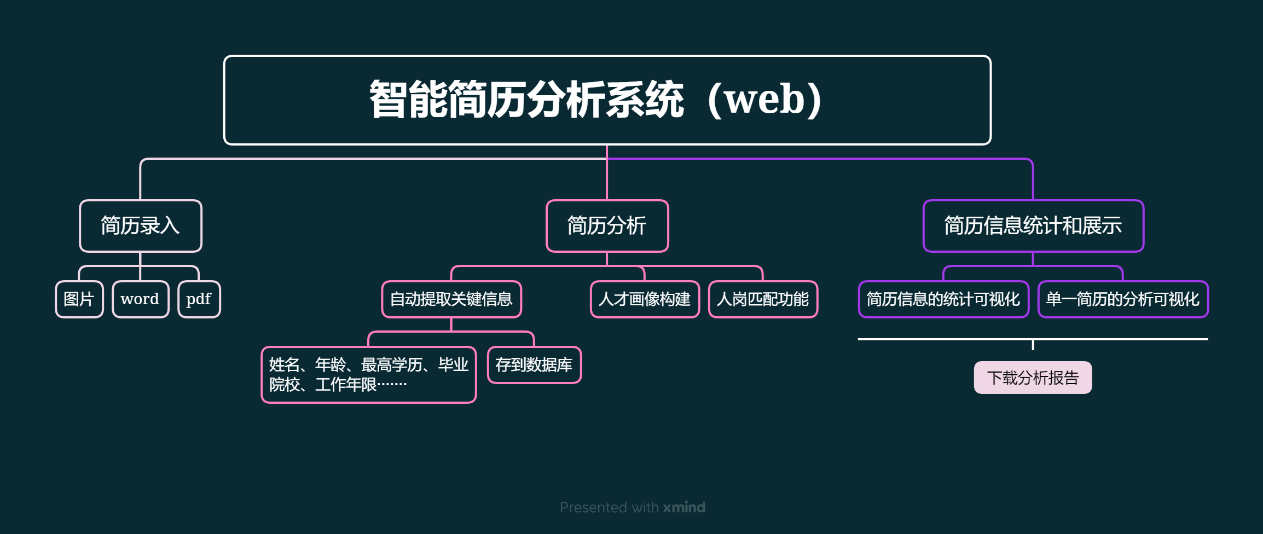 智能简历分析系统（web）
简历录入
简历分析
简历信息统计和展示
图片
word
pdf
自动提取关键信息
人才画像构建
人岗匹配功能
简历信息的统计可视化
单一简历的分析可视化
姓名、年龄、最高学历、毕业
院校、工作年限·······
存到数据库
下载分析报告
Presented with xmind